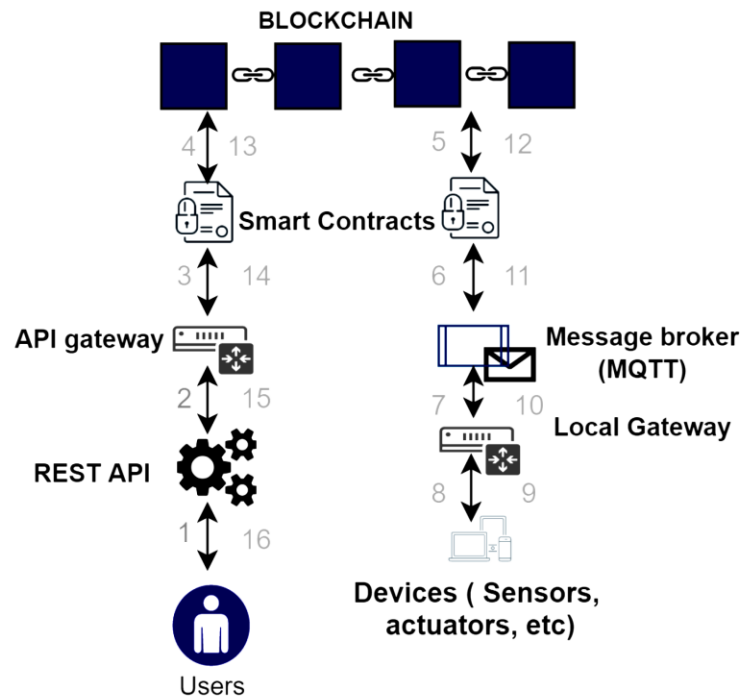 BLOCKCHAIN
4 13
5 12
Smart Contracts
3 14
6 11
API gateway
Message broker
(MQTT)
2 15
7 10
Local Gateway
REST API
8 9
1 16
Devices ( Sensors,
actuators, etc)
Users